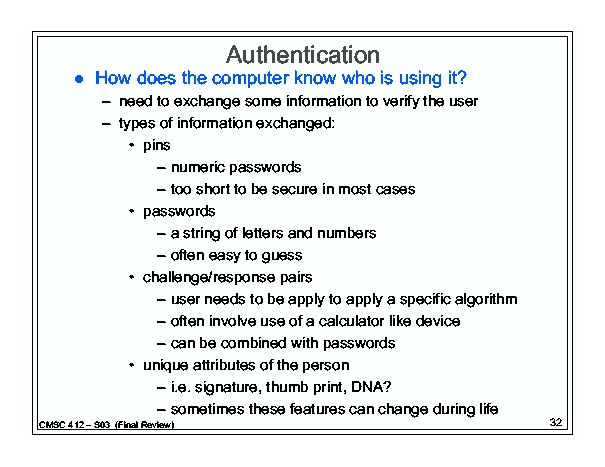 Authentication
● How does the computer know who is using it?
– need to exchange some information to verify the user
– types of information exchanged:
• pins
– numeric passwords
– too short to be secure in most cases
• passwords
– a string of letters and numbers
– often easy to guess
• challenge/response pairs
– user needs to be apply to apply a specific algorithm
– often involve use of a calculator like device
– can be combined with passwords
• unique attributes of the person
– i.e. signature, thumb print, DNA?
– sometimes these features can change during life
CMSC 412 – S03 (Final Review)
32